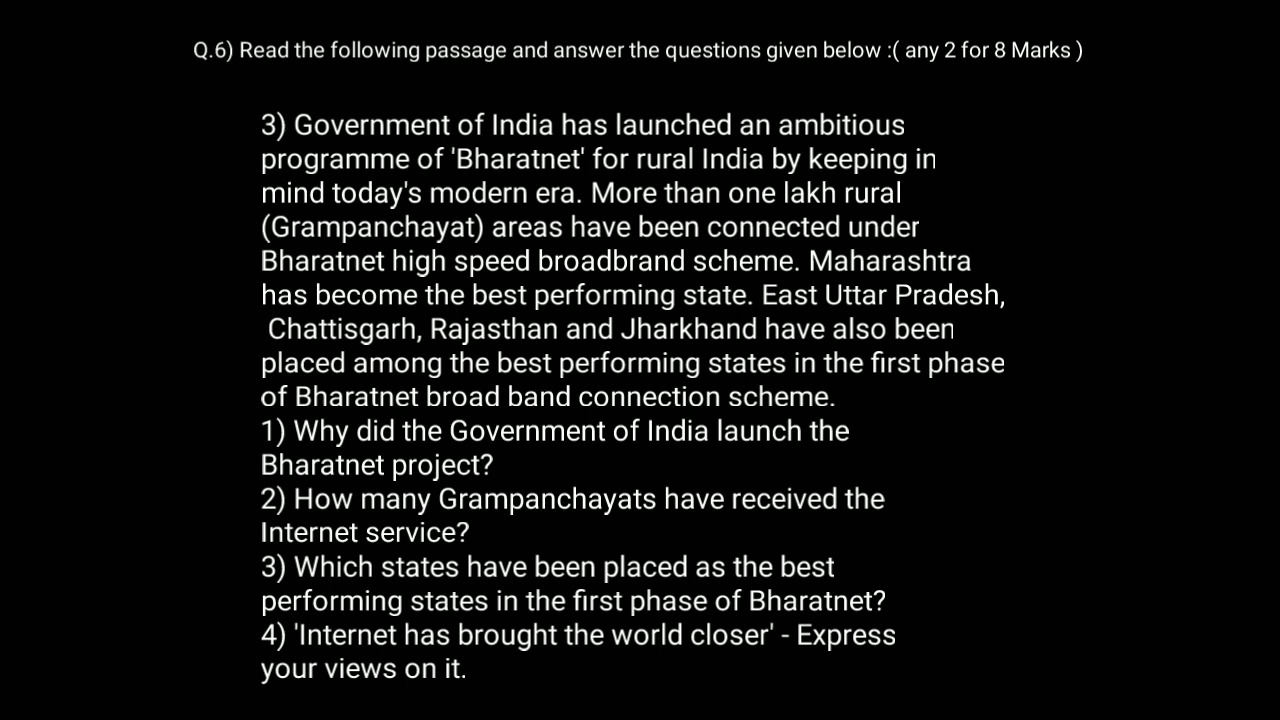 Q.6) Read the following passage and answer the questions given below :( any 2 for 8 Marks )
3) Government of India has launched an ambitious
programme of 'Bharatnet' for rural India by keeping in
mind today's modern era. More than one lakh rural
(Grampanchayat) areas have been connected under
Bharatnet high speed broadbrand scheme. Maharashtra
has become the best performing state. East Uttar Pradesh,
Chattisgarh, Rajasthan and Jharkhand have also been
placed among the best performing states in the first phase
of Bharatnet broad band connection scheme.
1) Why did the Government of India launch the
Bharatnet project?
2) How many Grampanchayats have received the
Internet service?
3) Which states have been placed as the best
performing states in the first phase of Bharatnet?
4) 'Internet has brought the world closer' - Express
your views on it.